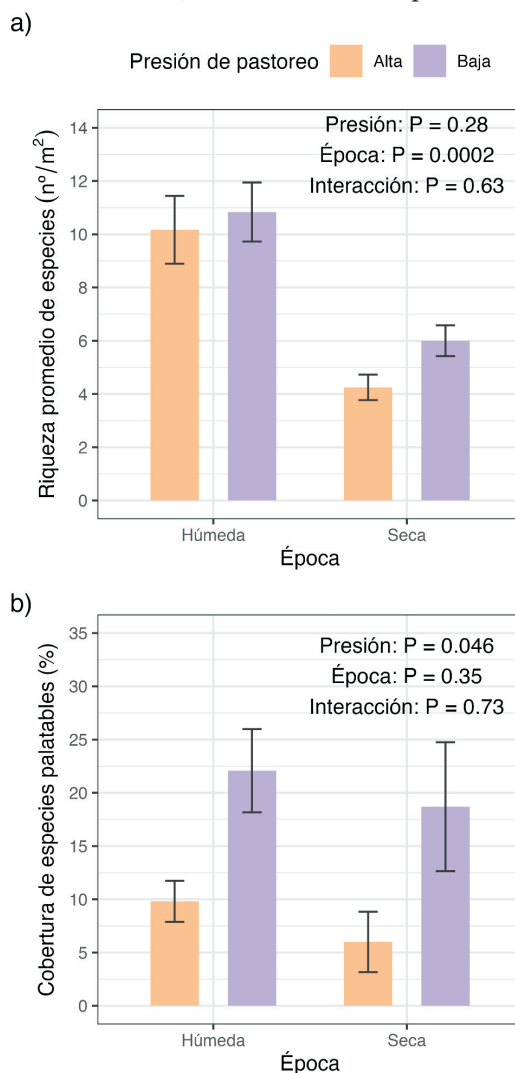 a)
Presión de pastoreo Alta Baja
Riqueza promedio de especies (nº/m²)
14
12
10
8
6
4
2
0
Presión: P = 0.28
Época: P = 0.0002
Interacción: P = 0.63
Húmeda Seca
Época
b)
Cobertura de especies palatables (%)
35
30
25
20
15
10
5
0
Presión: P = 0.046
Época: P = 0.35
Interacción: P = 0.73
Húmeda Seca
Época